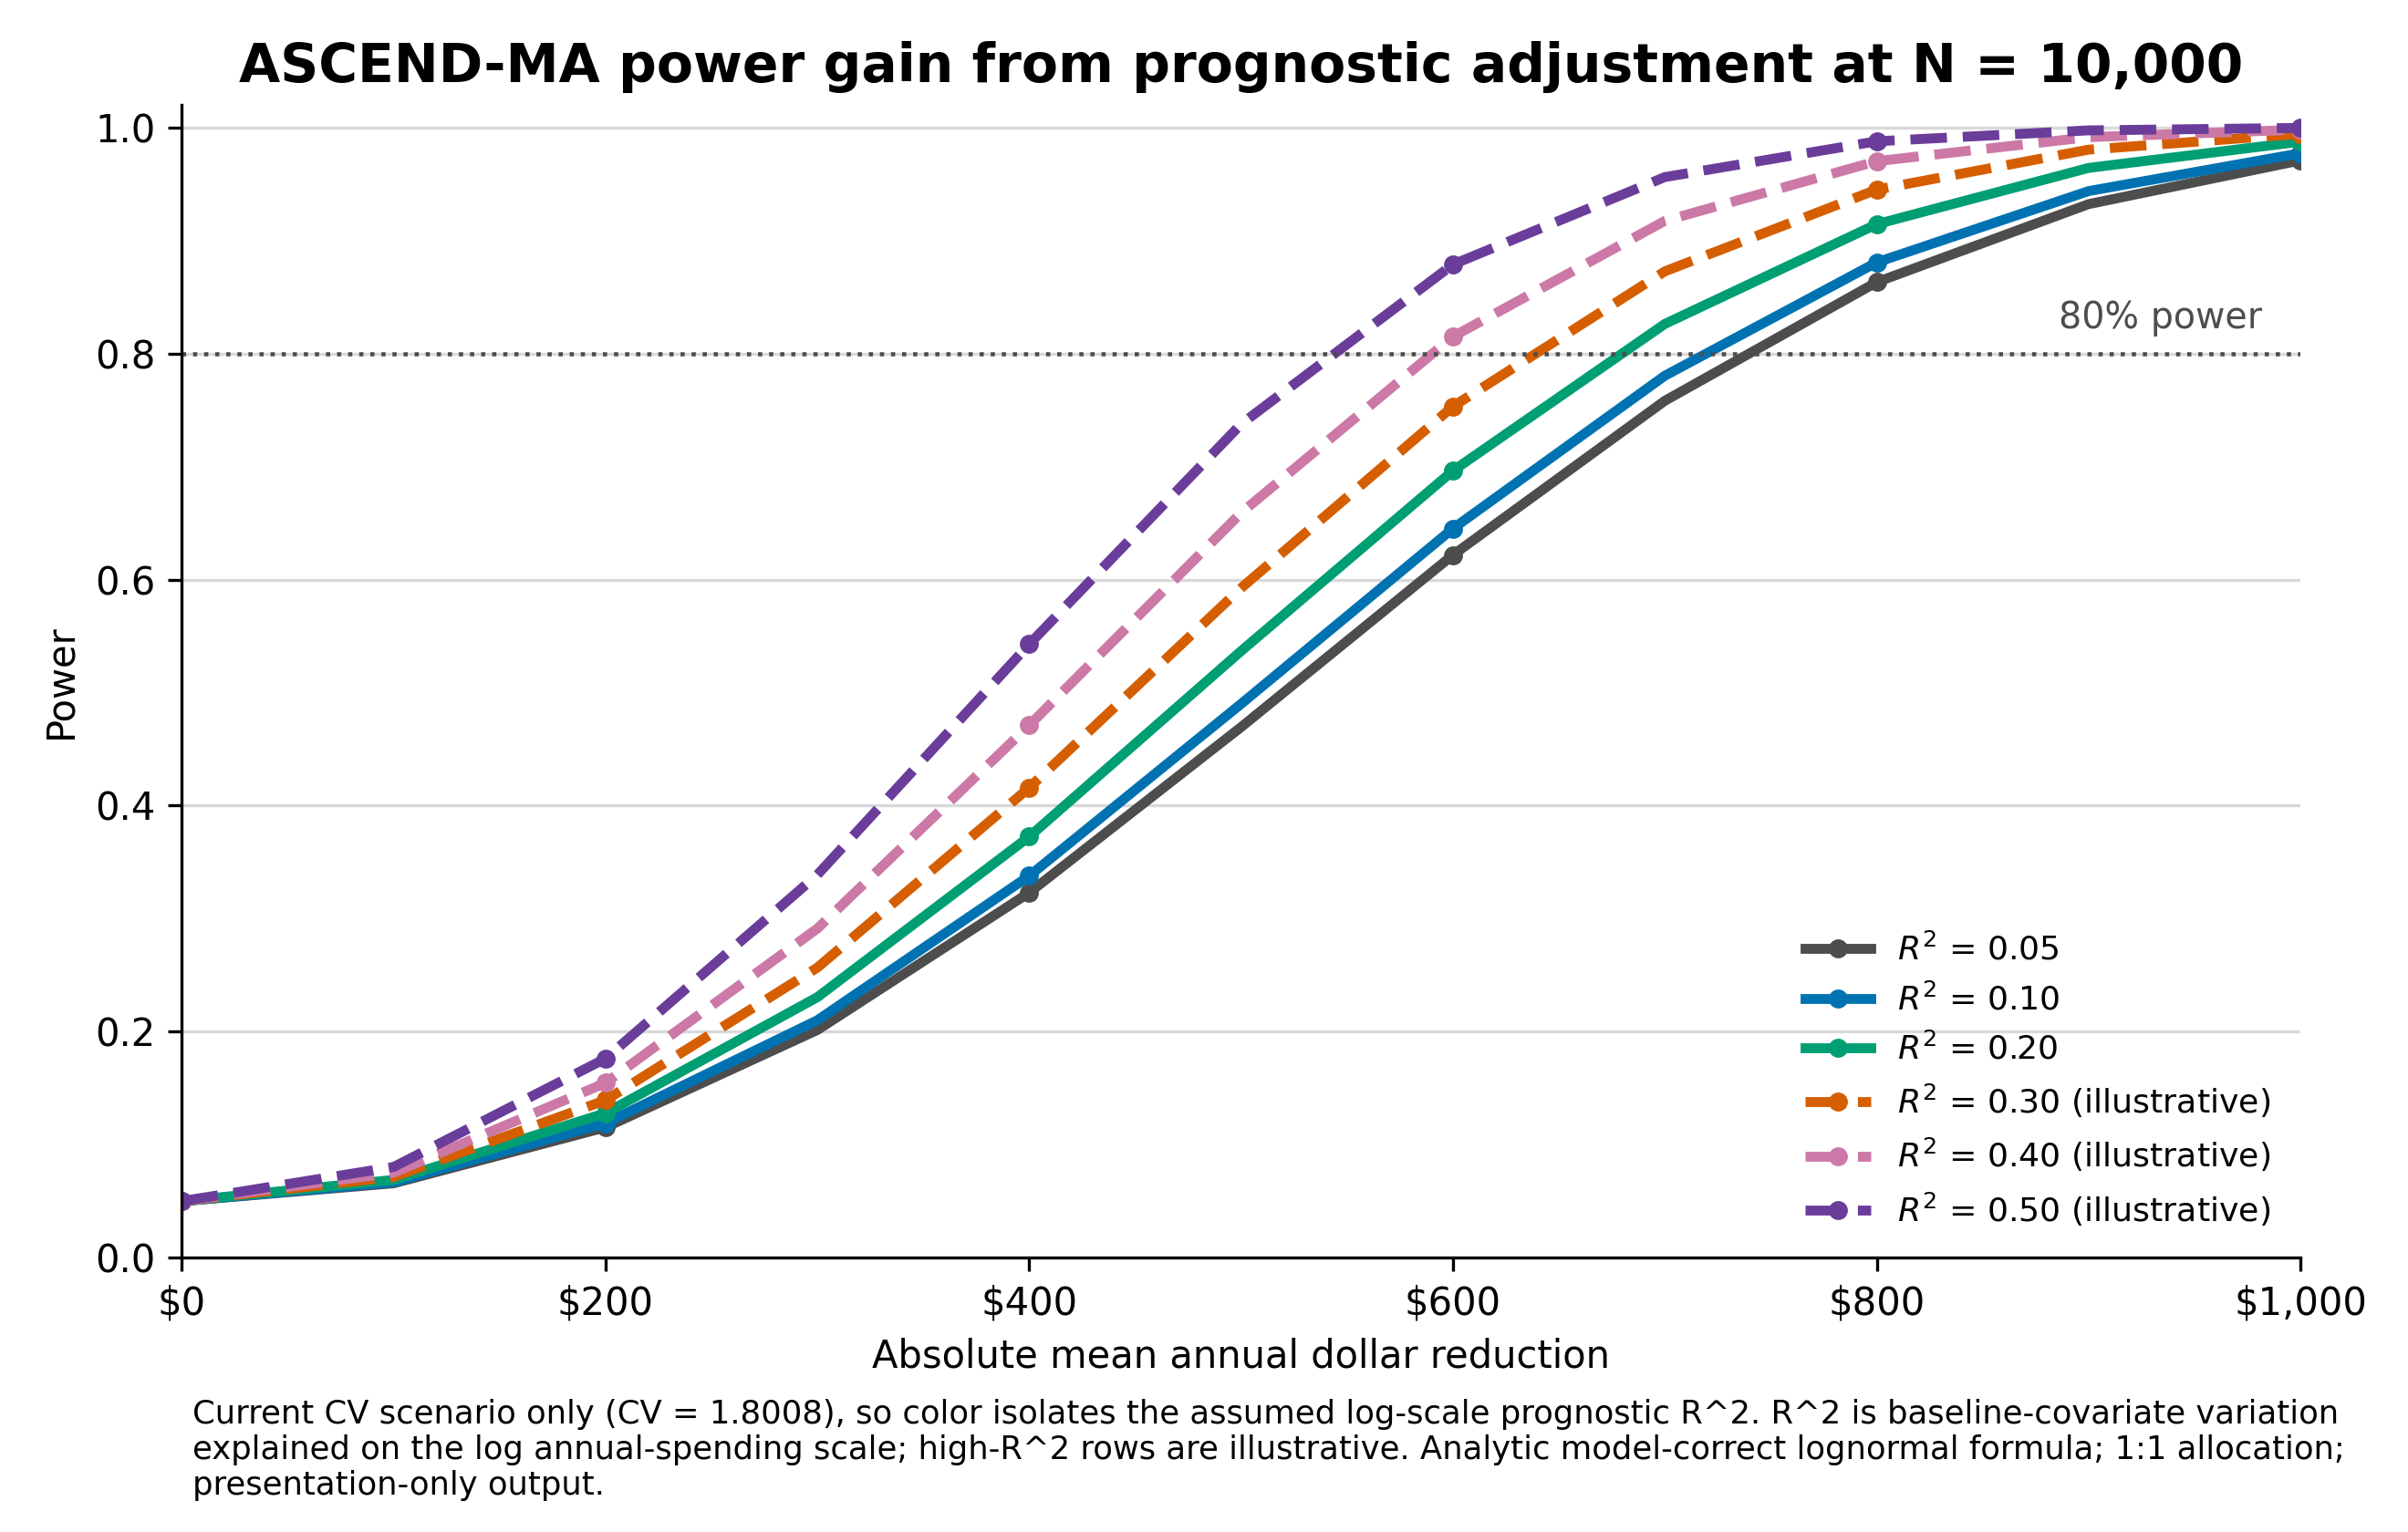 ASCEND-MA power gain from prognostic adjustment at N = 10,000
1.0
0.8
0.6
0.4
0.2
0.0
Power
80% power
R² = 0.05
R² = 0.10
R² = 0.20
R² = 0.30 (illustrative)
R² = 0.40 (illustrative)
R² = 0.50 (illustrative)
$0 $200 $400 $600 $800 $1,000
Absolute mean annual dollar reduction
Current CV scenario only (CV = 1.8008), so color isolates the assumed log-scale prognostic R^2. R^2 is baseline-covariate variation
explained on the log annual-spending scale; high-R^2 rows are illustrative. Analytic model-correct lognormal formula; 1:1 allocation;
presentation-only output.